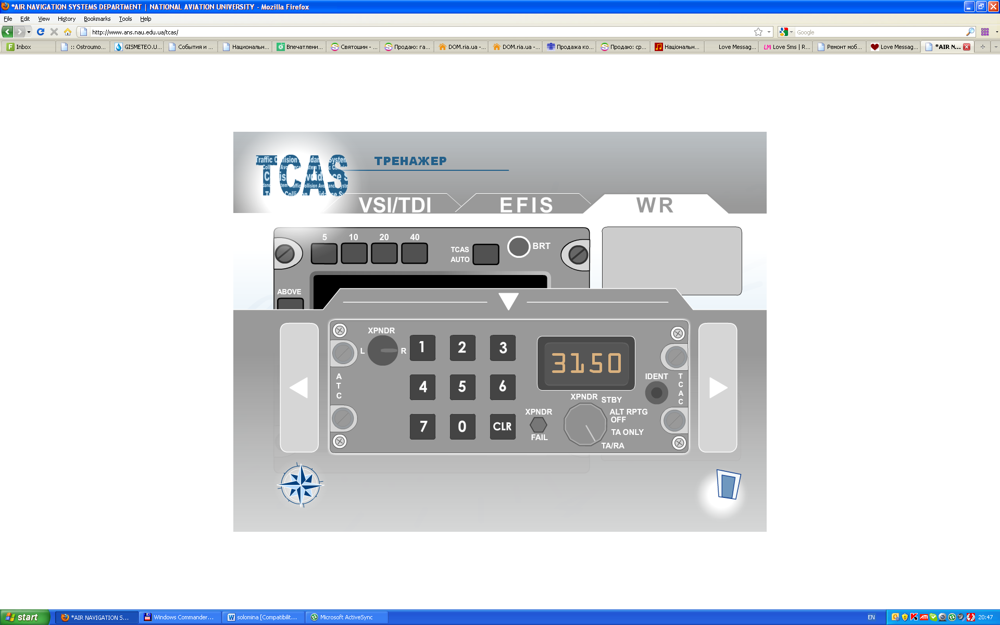 *AIR NAVIGATION SYSTEMS DEPARTMENT | NATIONAL AVIATION UNIVERSITY - Mozilla Firefox
File Edit View History Bookmarks Tools Help
http://www.ans.nau.edu.ua/tcas/
Google
Inbox
:: Ostroumo...
GISMETEO.U...
События и ...
Национальн...
Впечатлени...
Святошин - ...
Продаю: га...
DOM.ria.ua -...
DOM.ria.ua -...
Продажа ко...
Продаю: ср...
Національн...
Love Messag...
LM Love Sms | R...
Ремонт моб...
Love Messag...
*AIR N...
TCAS
ТРЕНАЖЕР
VSI/TDI EFIS WR
5 10 20 40
TCAS AUTO
BRT
ABOVE
XPNDR
L R
ATC
1 2 3
4 5 6
7 0 CLR
3150
IDENT
TCAC
XPNDR STBY
ALT RPTG
OFF
TA ONLY
TA/RA
XPNDR
FAIL
start
*AIR NAVIGATION S...
Windows Commander...
solomina [Compatibilit...
Microsoft ActiveSync
EN
20:47